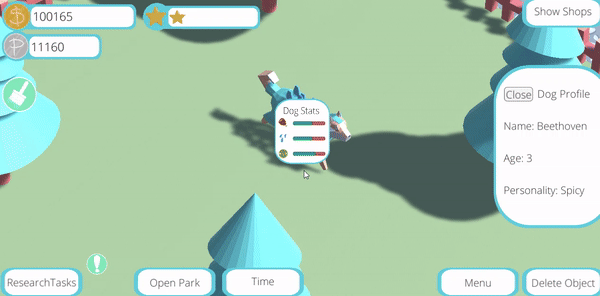 100165
Show Shops
11160
Dog Stats
Close Dog Profile
Name: Beethoven
Age: 3
Personality: Spicy
ResearchTasks
!
Open Park
Time
Menu
Delete Object